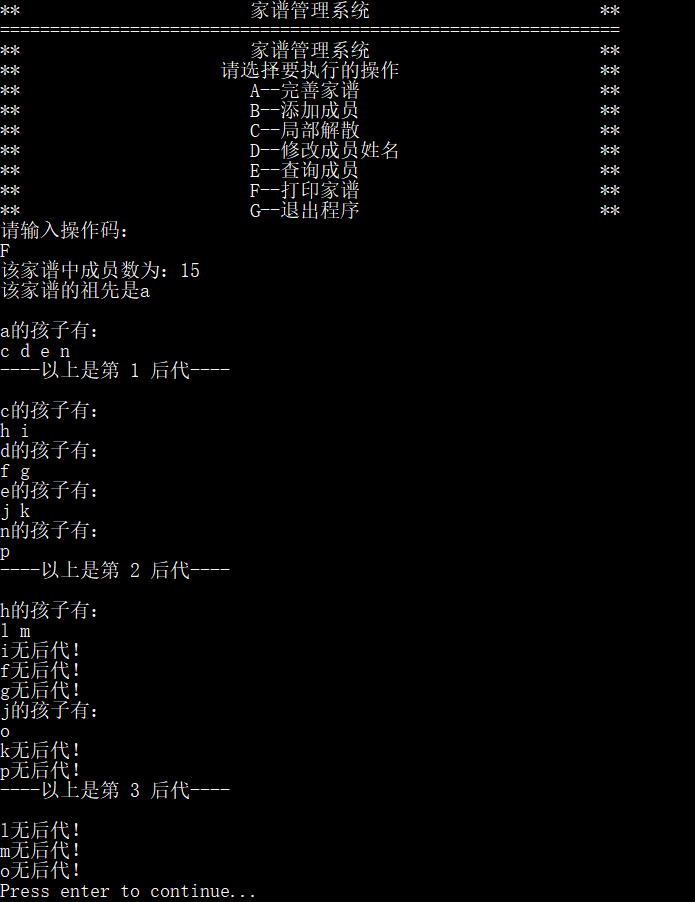 **                       家谱管理系统                       **
==============================================================
**                       家谱管理系统                       **
**                    请选择要执行的操作                    **
**                       A--完善家谱                        **
**                       B--添加成员                        **
**                       C--局部解散                        **
**                       D--修改成员姓名                    **
**                       E--查询成员                        **
**                       F--打印家谱                        **
**                       G--退出程序                        **
请输入操作码：
F
该家谱中成员数为：15
该家谱的祖先是a
a的孩子有：
c d e n
----以上是第 1 后代----
c的孩子有：
h i
d的孩子有：
f g
e的孩子有：
j k
n的孩子有：
p
----以上是第 2 后代----
h的孩子有：
l m
i无后代！
f无后代！
g无后代！
j的孩子有：
o
k无后代！
p无后代！
----以上是第 3 后代----
l无后代！
m无后代！
o无后代！
Press enter to continue...